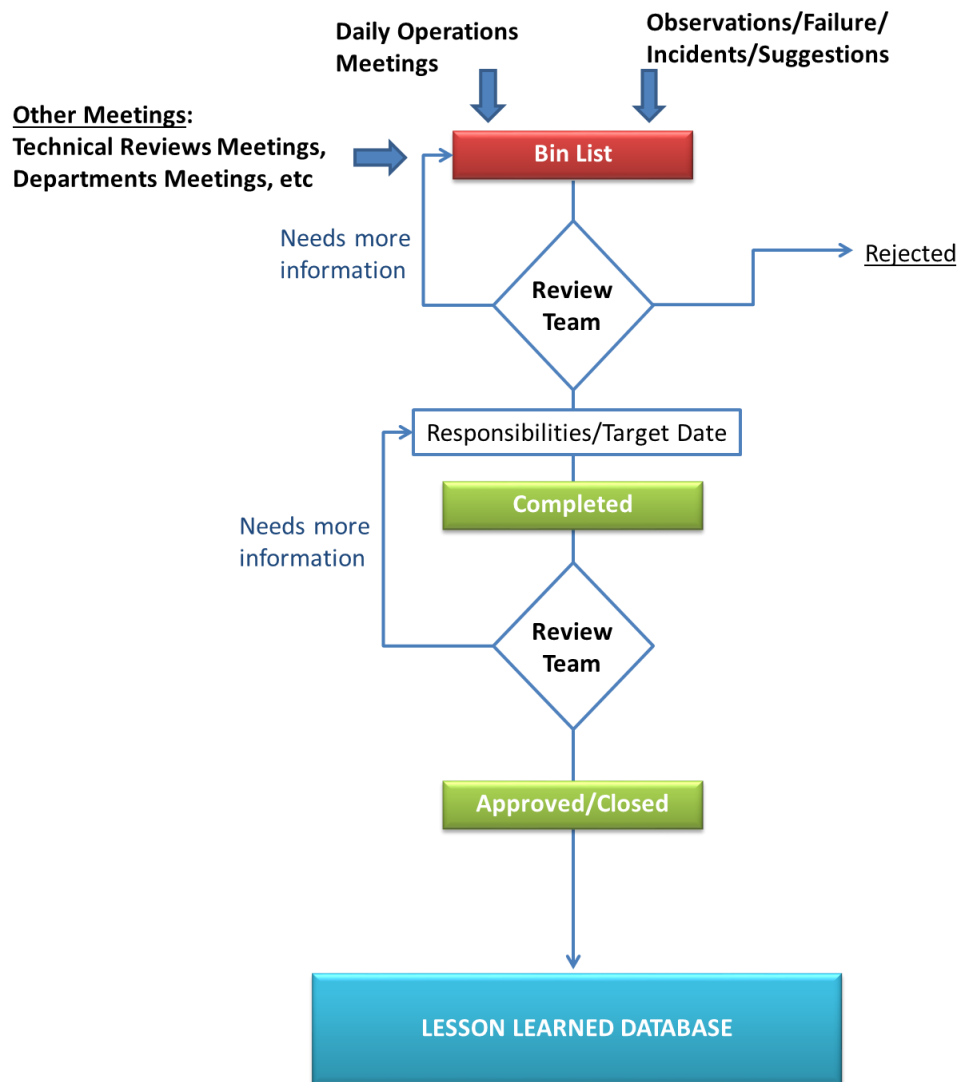 Daily Operations
Meetings
Observations/Failure/
Incidents/Suggestions
Other Meetings:
Technical Reviews Meetings,
Departments Meetings, etc
Bin List
Needs more
information
Rejected
Review
Team
Responsibilities/Target Date
Completed
Needs more
information
Review
Team
Approved/Closed
LESSON LEARNED DATABASE